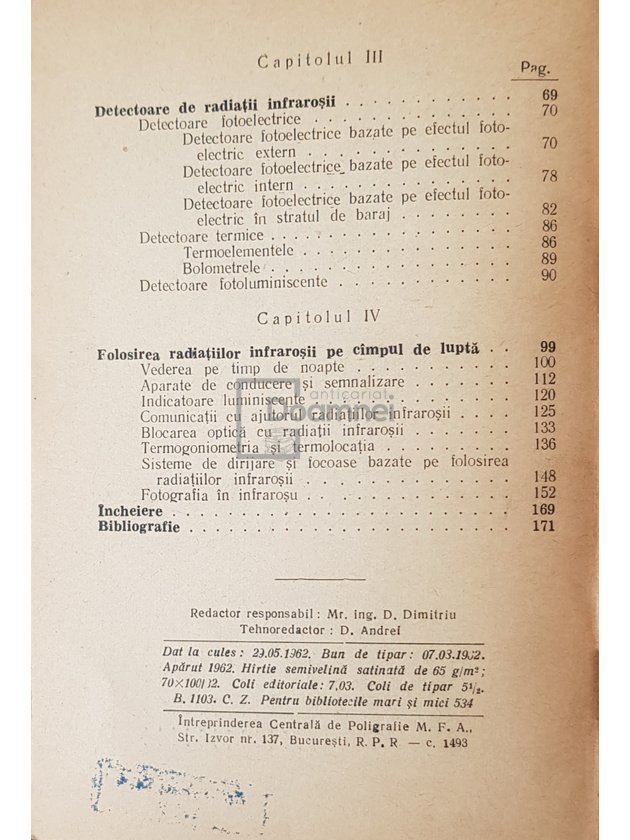 Capitolul III
Pag.
Detectoare de radiații infraroșii . . . . . . . . . . . . 69
Detectoare fotoelectrice . . . . . . . . . . . . . 70
Detectoare fotoelectrice bazate pe efectul foto-
electric extern . . . . . . . . . . . . . 70
Detectoare fotoelectrice bazate pe efectul foto-
electric intern . . . . . . . . . . . . . 78
Detectoare fotoelectrice bazate pe efectul foto-
electric în stratul de baraj . . . . . . . . 82
Detectoare termice . . . . . . . . . . . . . . . 86
Termoelementele . . . . . . . . . . . . . . 86
Bolometrele . . . . . . . . . . . . . . . 89
Detectoare fotoluminiscente . . . . . . . . . . . 90
Capitolul IV
Folosirea radiațiilor infraroșii pe cîmpul de luptă . . 99
Vederea pe timp de noapte . . . . . . . . . 100
Aparate de conducere și semnalizare . . . . . . . 112
Indicatoare luminiscente . . . . . . . . . . . 120
Comunicații cu ajutorul radiațiilor infraroșii . . . . 125
Blocarea optică cu radiații infraroșii . . . . . . . 133
Termogoniometria și termolocația . . . . . . . . 136
Sisteme de dirijare și focoase bazate pe folosirea
radiațiilor infraroșii . . . . . . . . . . . 148
Fotografia în infraroșu . . . . . . . . . . . . 152
Încheiere . . . . . . . . . . . . . . . . . . 169
Bibliografie . . . . . . . . . . . . . . . . . 171
anticariat
Doamnei
Redactor responsabil : Mr. ing. D. Dimitriu
Tehnoredactor : D. Andrei
Dat la cules : 29.05.1962. Bun de tipar : 07.03.1962.
Apărut 1962. Hîrtie semivelină satinată de 65 g/m²;
70×100/32. Coli editoriale : 7,03. Coli de tipar 5¹/₂.
B. 1103. C. Z. Pentru bibliotecile mari și mici 534
Întreprinderea Centrală de Poligrafie M. F. A.,
Str. Izvor nr. 137, București, R. P. R. — c. 1493